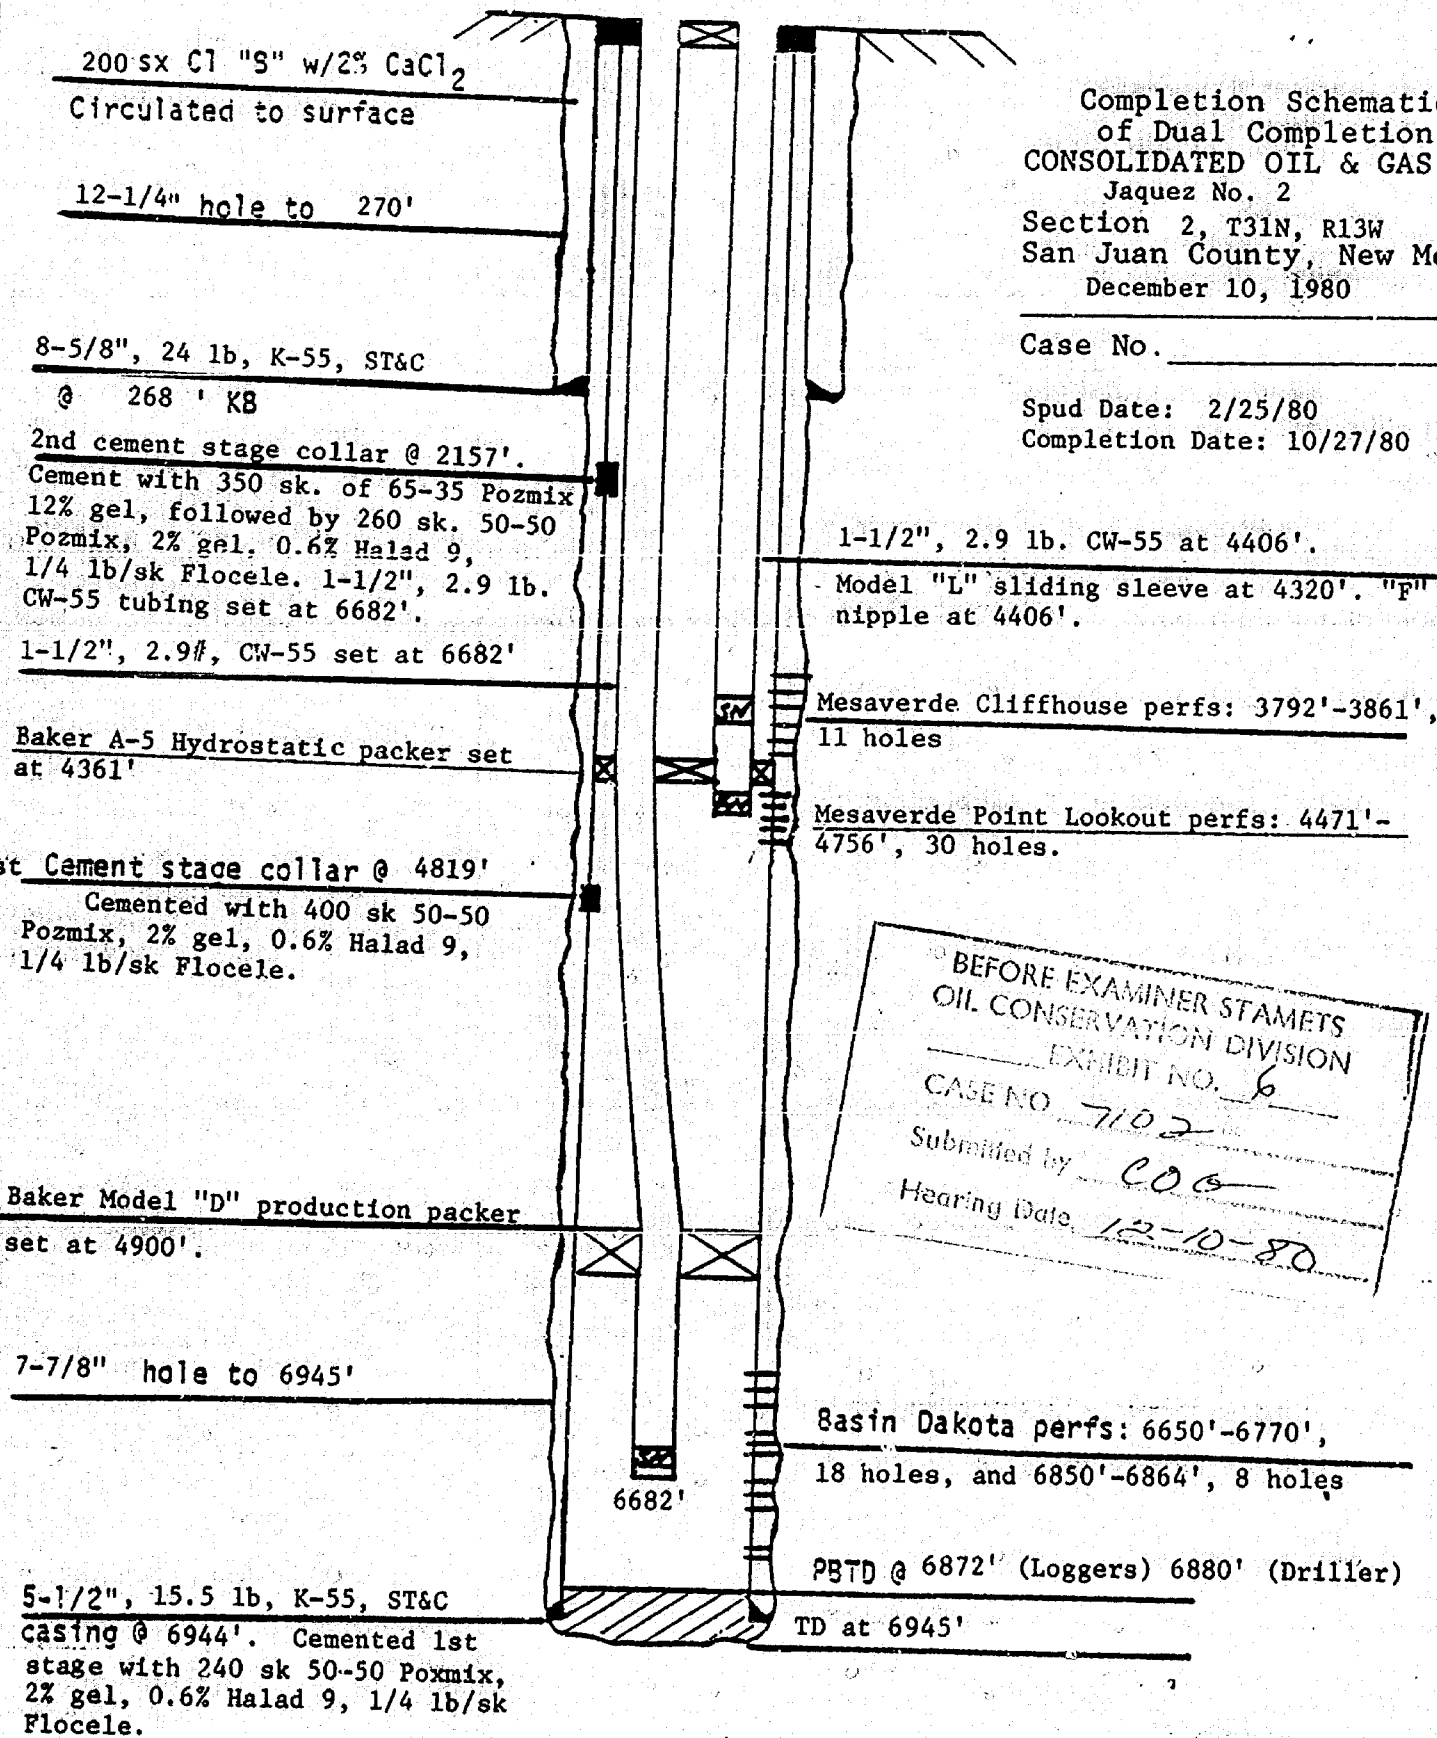 200 sx Cl "S" w/2% CaCl2
Circulated to surface
12-1/4" hole to 270'
8-5/8", 24 lb, K-55, ST&C
@ 268 ' KB
2nd cement stage collar @ 2157'.
Cement with 350 sk. of 65-35 Pozmix
12% gel, followed by 260 sk. 50-50
Pozmix, 2% gel. 0.6% Halad 9,
1/4 lb/sk Flocele. 1-1/2", 2.9 lb.
CW-55 tubing set at 6682'.
1-1/2", 2.9#, CW-55 set at 6682'
Baker A-5 Hydrostatic packer set
at 4361'
st Cement stage collar @ 4819'
Cemented with 400 sk 50-50
Pozmix, 2% gel, 0.6% Halad 9,
1/4 lb/sk Flocele.
Baker Model "D" production packer
set at 4900'.
7-7/8" hole to 6945'
5-1/2", 15.5 lb, K-55, ST&C
casing @ 6944'. Cemented 1st
stage with 240 sk 50-50 Poxmix,
2% gel, 0.6% Halad 9, 1/4 lb/sk
Flocele.
SN
SN
SN
6682'
Completion Schematic
of Dual Completion
CONSOLIDATED OIL & GAS
Jaquez No. 2
Section 2, T31N, R13W
San Juan County, New Me
December 10, 1980
Case No.
Spud Date: 2/25/80
Completion Date: 10/27/80
1-1/2", 2.9 lb. CW-55 at 4406'.
Model "L" sliding sleeve at 4320'. "F"
nipple at 4406'.
Mesaverde Cliffhouse perfs: 3792'-3861',
11 holes
Mesaverde Point Lookout perfs: 4471'-
4756', 30 holes.
BEFORE EXAMINER STAMETS
OIL CONSERVATION DIVISION
EXHIBIT NO. 6
CASE NO 7102
Submitted by COG
Hearing Date 12-10-80
Basin Dakota perfs: 6650'-6770',
18 holes, and 6850'-6864', 8 holes
PBTD @ 6872' (Loggers) 6880' (Driller)
TD at 6945'